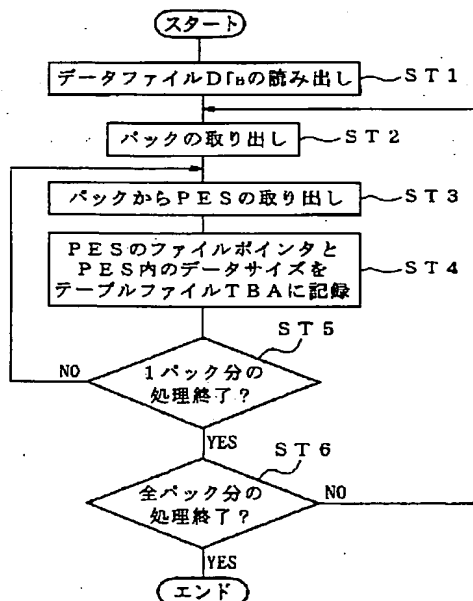 スタート
データファイルDfBの読み出し
ST1
パックの取り出し
ST2
パックからPESの取り出し
ST3
PESのファイルポインタと
PES内のデータサイズを
テーブルファイルTBAに記録
ST4
ST5
1パック分の
処理終了?
NO
YES
ST6
全パック分の
処理終了?
NO
YES
エンド